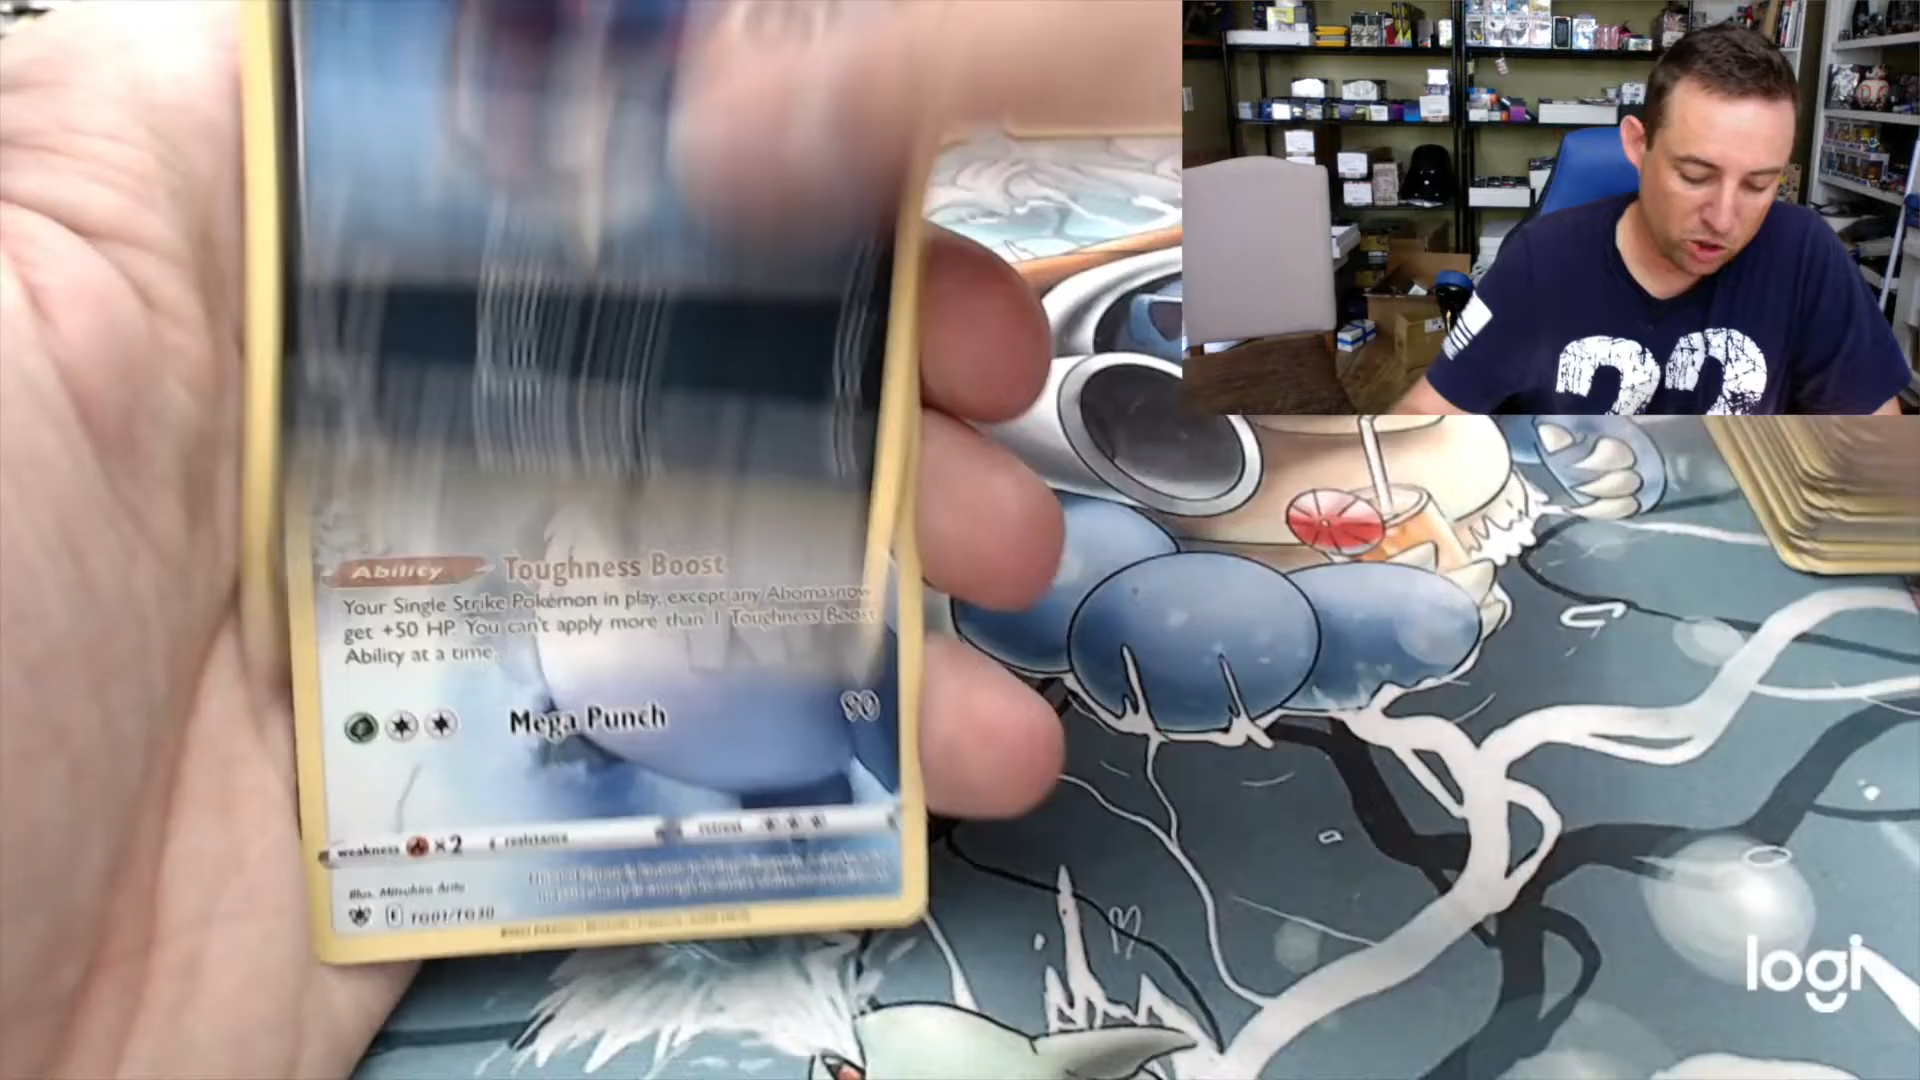 Ability Toughness Boost
Your Single Strike Pokémon in play, except any Abomasnow
get +50 HP. You can't apply more than 1 Toughness Boost
Ability at a time.
Mega Punch 90
weakness ×2 resistance retreat
Illus. Mitsuhiro Arita
E TG01/TG30
22
logi